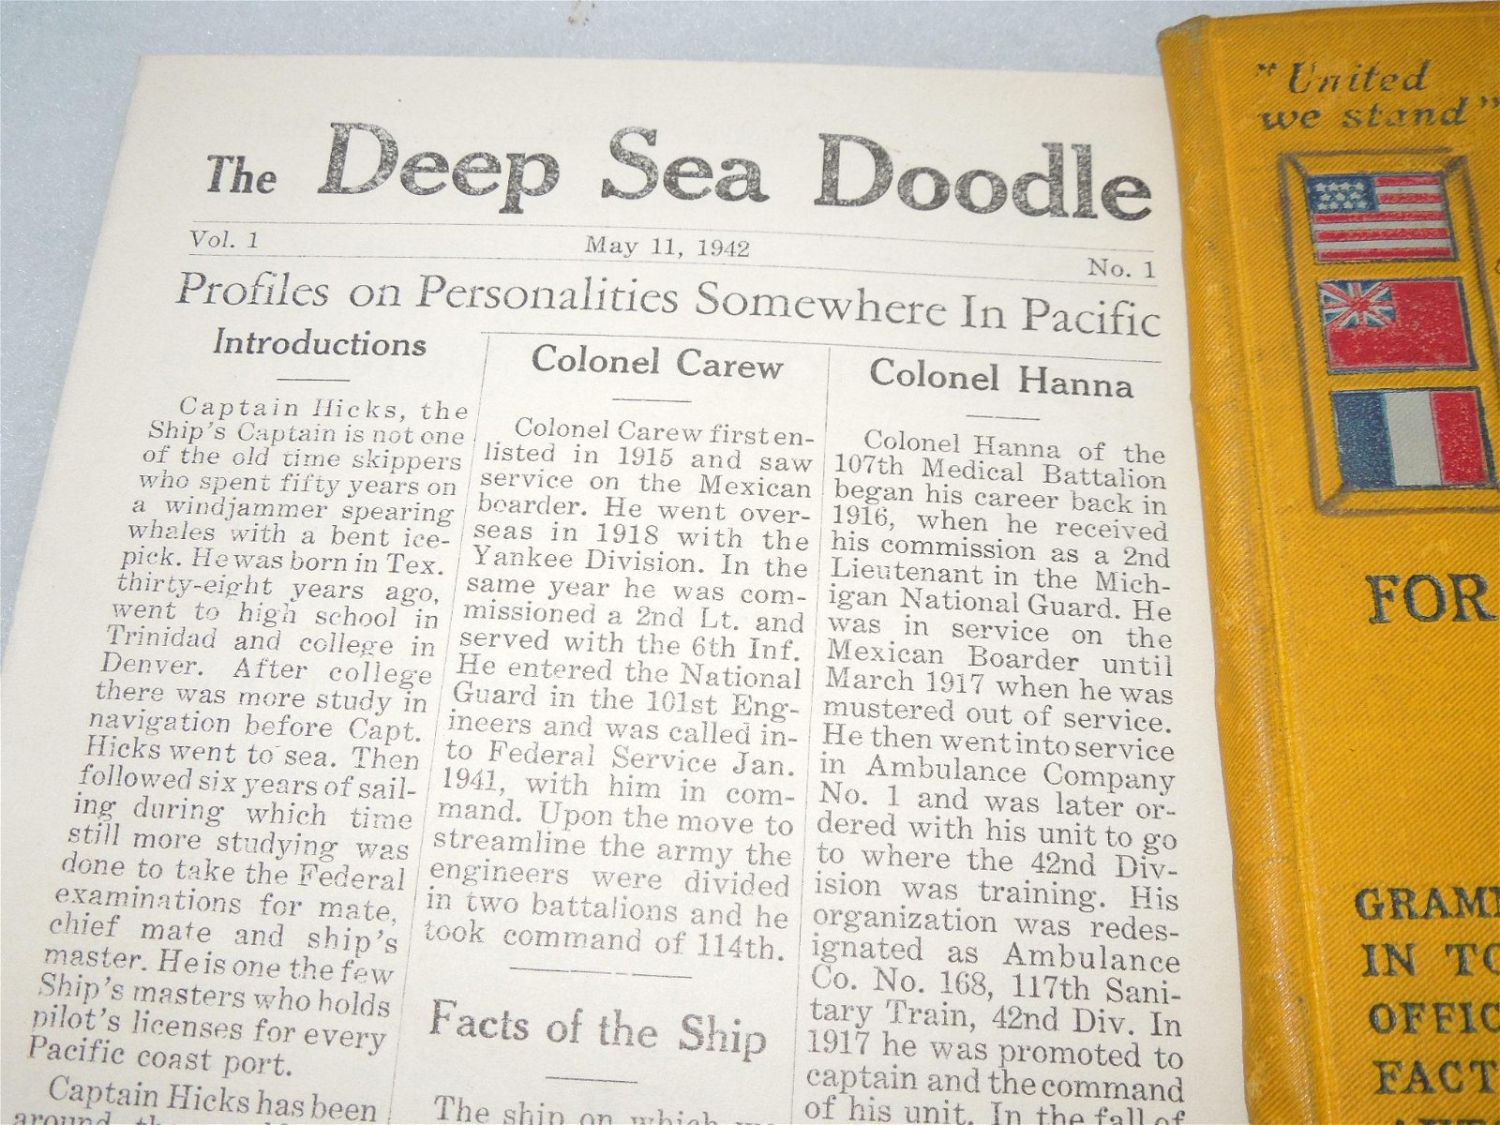 The Deep Sea Doodle
Vol. 1 May 11, 1942 No. 1
Profiles on Personalities Somewhere In Pacific
Introductions
Captain Hicks, the
Ship's Captain is not one
of the old time skippers
who spent fifty years on
a windjammer spearing
whales with a bent ice-
pick. He was born in Tex.
thirty-eight years ago,
went to high school in
Trinidad and college in
Denver. After college
there was more study in
navigation before Capt.
Hicks went to sea. Then
followed six years of sail-
ing during which time
still more studying was
done to take the Federal
examinations for mate,
chief mate and ship's
master. He is one the few
Ship's masters who holds
pilot's licenses for every
Pacific coast port.
Captain Hicks has been
around
Colonel Carew
Colonel Carew first en-
listed in 1915 and saw
service on the Mexican
boarder. He went over-
seas in 1918 with the
Yankee Division. In the
same year he was com-
missioned a 2nd Lt. and
served with the 6th Inf.
He entered the National
Guard in the 101st Eng-
ineers and was called in-
to Federal Service Jan.
1941, with him in com-
mand. Upon the move to
streamline the army the
engineers were divided
in two battalions and he
took command of 114th.
Facts of the Ship
The ship on which
Colonel Hanna
Colonel Hanna of the
107th Medical Battalion
began his career back in
1916, when he received
his commission as a 2nd
Lieutenant in the Mich-
igan National Guard. He
was in service on the
Mexican Boarder until
March 1917 when he was
mustered out of service.
He then went into service
in Ambulance Company
No. 1 and was later or-
dered with his unit to go
to where the 42nd Div-
ision was training. His
organization was redes-
ignated as Ambulance
Co. No. 168, 117th Sani-
tary Train, 42nd Div. In
1917 he was promoted to
captain and the command
of his unit. In the fall of
"United
we stand"
FOR
GRAM
IN TO
OFFIC
FACT